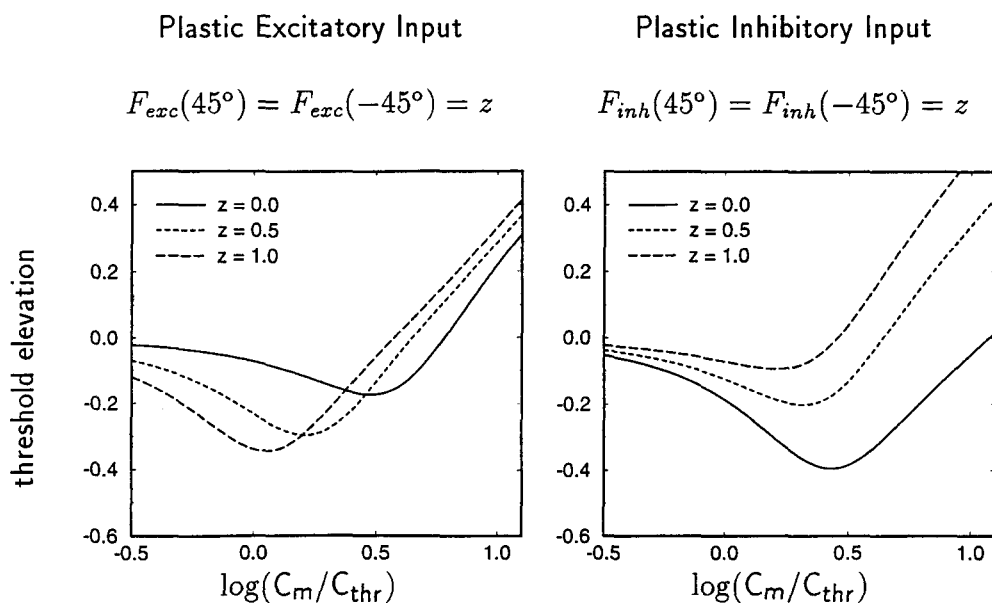 Plastic Excitatory Input
Plastic Inhibitory Input
F_exc(45°) = F_exc(−45°) = z
F_inh(45°) = F_inh(−45°) = z
threshold elevation
0.4
0.2
0.0
-0.2
-0.4
-0.6
z = 0.0
z = 0.5
z = 1.0
-0.5
0.0
0.5
1.0
log(C_m/C_thr)
0.4
0.2
0.0
-0.2
-0.4
-0.6
z = 0.0
z = 0.5
z = 1.0
-0.5
0.0
0.5
1.0
log(C_m/C_thr)